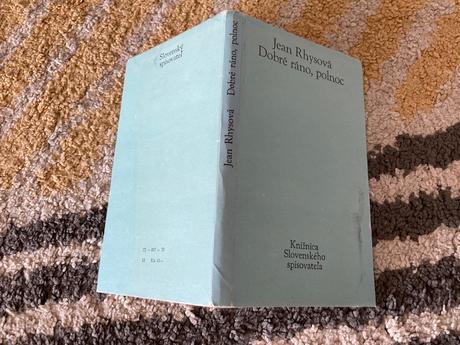 Slovenský
spisovateľ
Jean Rhysová Dobré ráno, polnoc
Jean Rhysová
Dobré ráno, polnoc
Knižnica
Slovenského
spisovateľa